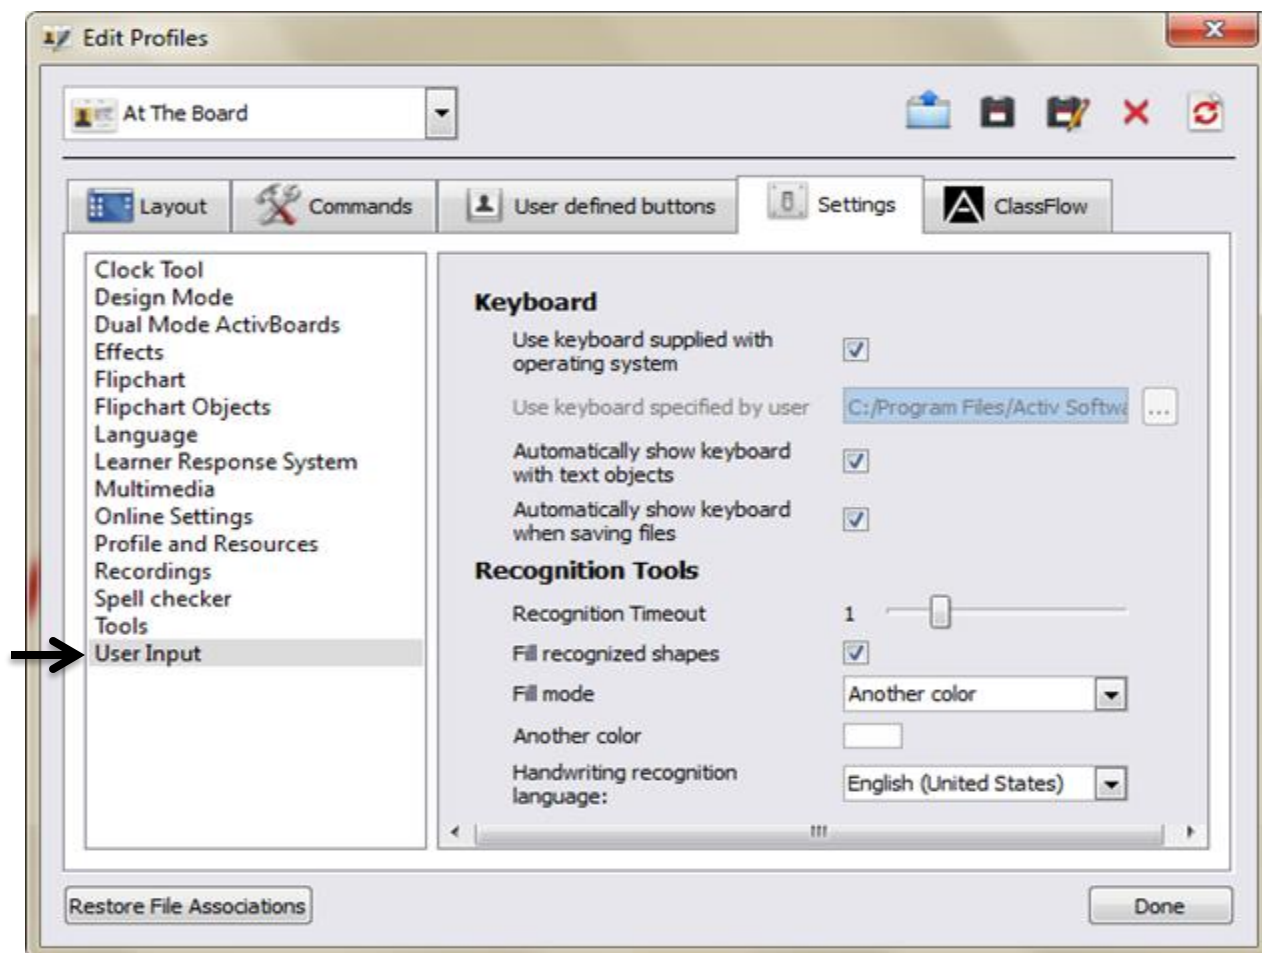 Edit Profiles
At The Board
Layout
Commands
User defined buttons
Settings
ClassFlow
Clock Tool
Design Mode
Dual Mode ActivBoards
Effects
Flipchart
Flipchart Objects
Language
Learner Response System
Multimedia
Online Settings
Profile and Resources
Recordings
Spell checker
Tools
User Input
Keyboard
Use keyboard supplied with
operating system
Use keyboard specified by user C:/Program Files/Activ Softwa ...
Automatically show keyboard
with text objects
Automatically show keyboard
when saving files
Recognition Tools
Recognition Timeout 1
Fill recognized shapes
Fill mode Another color
Another color
Handwriting recognition
language: English (United States)
Restore File Associations
Done